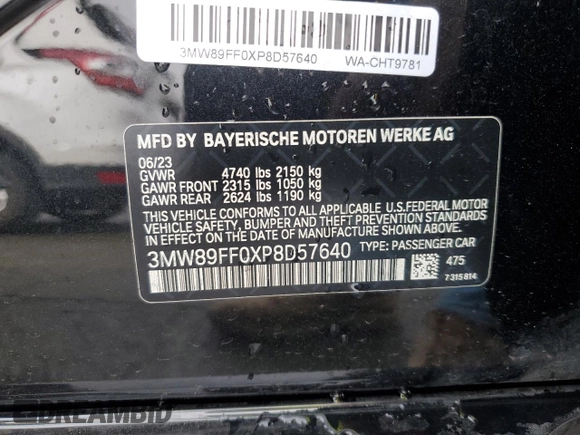 3MW89FF0XP8D57640 WA-CHT9781
MFD BY BAYERISCHE MOTOREN WERKE AG
06/23
GVWR 4740 lbs 2150 kg
GAWR FRONT 2315 lbs 1050 kg
GAWR REAR 2624 lbs 1190 kg
THIS VEHICLE CONFORMS TO ALL APPLICABLE U.S.FEDERAL MOTOR
VEHICLE SAFETY, BUMPER AND THEFT PREVENTION STANDARDS
IN EFFECT ON THE DATE OF MANUFACTURE SHOWN ABOVE.
3MW89FF0XP8D57640 TYPE: PASSENGER CAR
475
7 315 814
DREAMBID